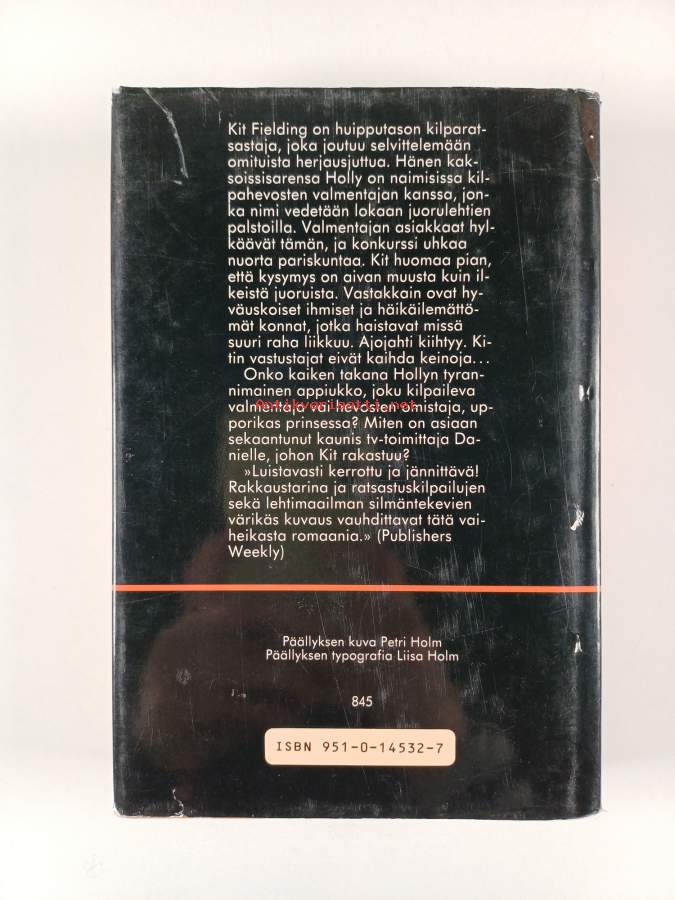 Kit Fielding on huipputason kilparat-
sastaja, joka joutuu selvittelemään
omituista herjausjuttua. Hänen kak-
soissisarensa Holly on naimisissa kil-
pahevosten valmentajan kanssa, jon-
ka nimi vedetään lokaan juorulehtien
palstoilla. Valmentajan asiakkaat hyl-
käävät tämän, ja konkurssi uhkaa
nuorta pariskuntaa. Kit huomaa pian,
että kysymys on aivan muusta kuin il-
keistä juoruista. Vastakkain ovat hy-
väuskoiset ihmiset ja häikäilemättö-
mät konnat, jotka haistavat missä
suuri raha liikkuu. Ajojahti kiihtyy. Ki-
tin vastustajat eivät kaihda keinoja...
Onko kaiken takana Hollyn tyran-
nimainen appiukko, joku kilpaileva
Antikvariaatti.net
valmentaja vai hevosten omistaja, up-
porikas prinsessa? Miten on asiaan
sekaantunut kaunis tv-toimittaja Da-
nielle, johon Kit rakastuu?
»Luistavasti kerrottu ja jännittävä!
Rakkaustarina ja ratsastuskilpailujen
sekä lehtimaailman silmäntekevien
värikäs kuvaus vauhdittavat tätä vai-
heikasta romaania.» (Publishers
Weekly)
Päällyksen kuva Petri Holm
Päällyksen typografia Liisa Holm
845
ISBN 951-0-14532-7